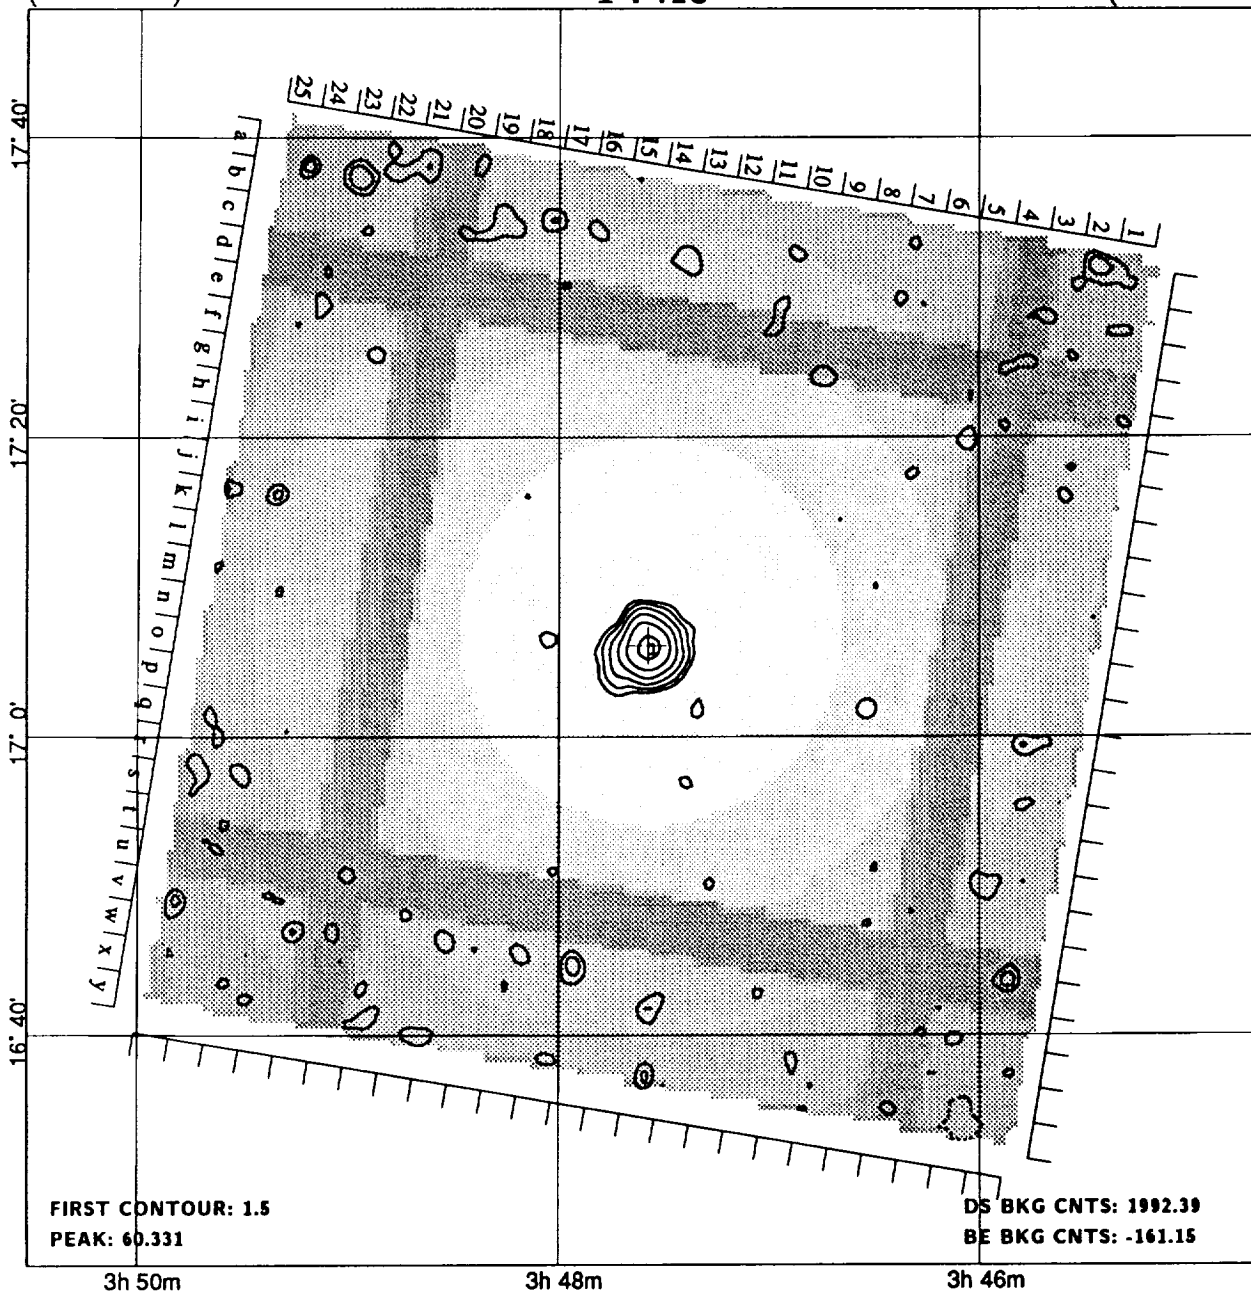 25 24 23 22 21 20 19 18 17 16 15 14 13 12 11 10 9 8 7 6 5 4 3 2 1
a b c d e f g h i j k l m n o p q r s t u v w x y
17° 40'
17° 20'
17° 0'
16° 40'
FIRST CONTOUR: 1.5
PEAK: 60.331
DS BKG CNTS: 1992.39
BE BKG CNTS: -161.15
3h 50m
3h 48m
3h 46m